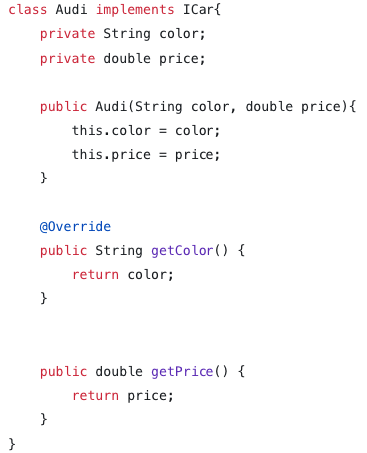 class Audi implements ICar{
    private String color;
    private double price;

    public Audi(String color, double price){
        this.color = color;
        this.price = price;
    }

    @Override
    public String getColor() {
        return color;
    }


    public double getPrice() {
        return price;
    }
}